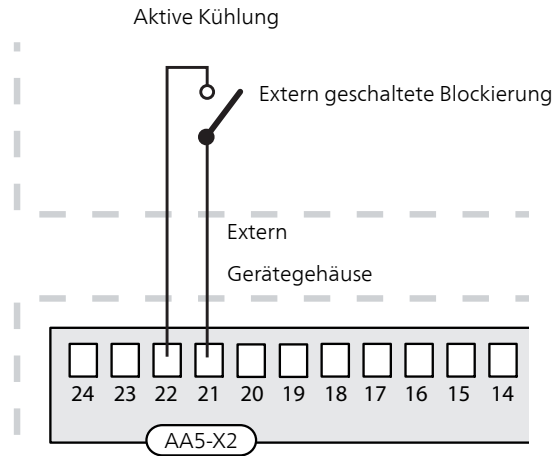 Aktive Kühlung
Extern geschaltete Blockierung
Extern
Gerätegehäuse
24 23 22 21 20 19 18 17 16 15 14
AA5-X2